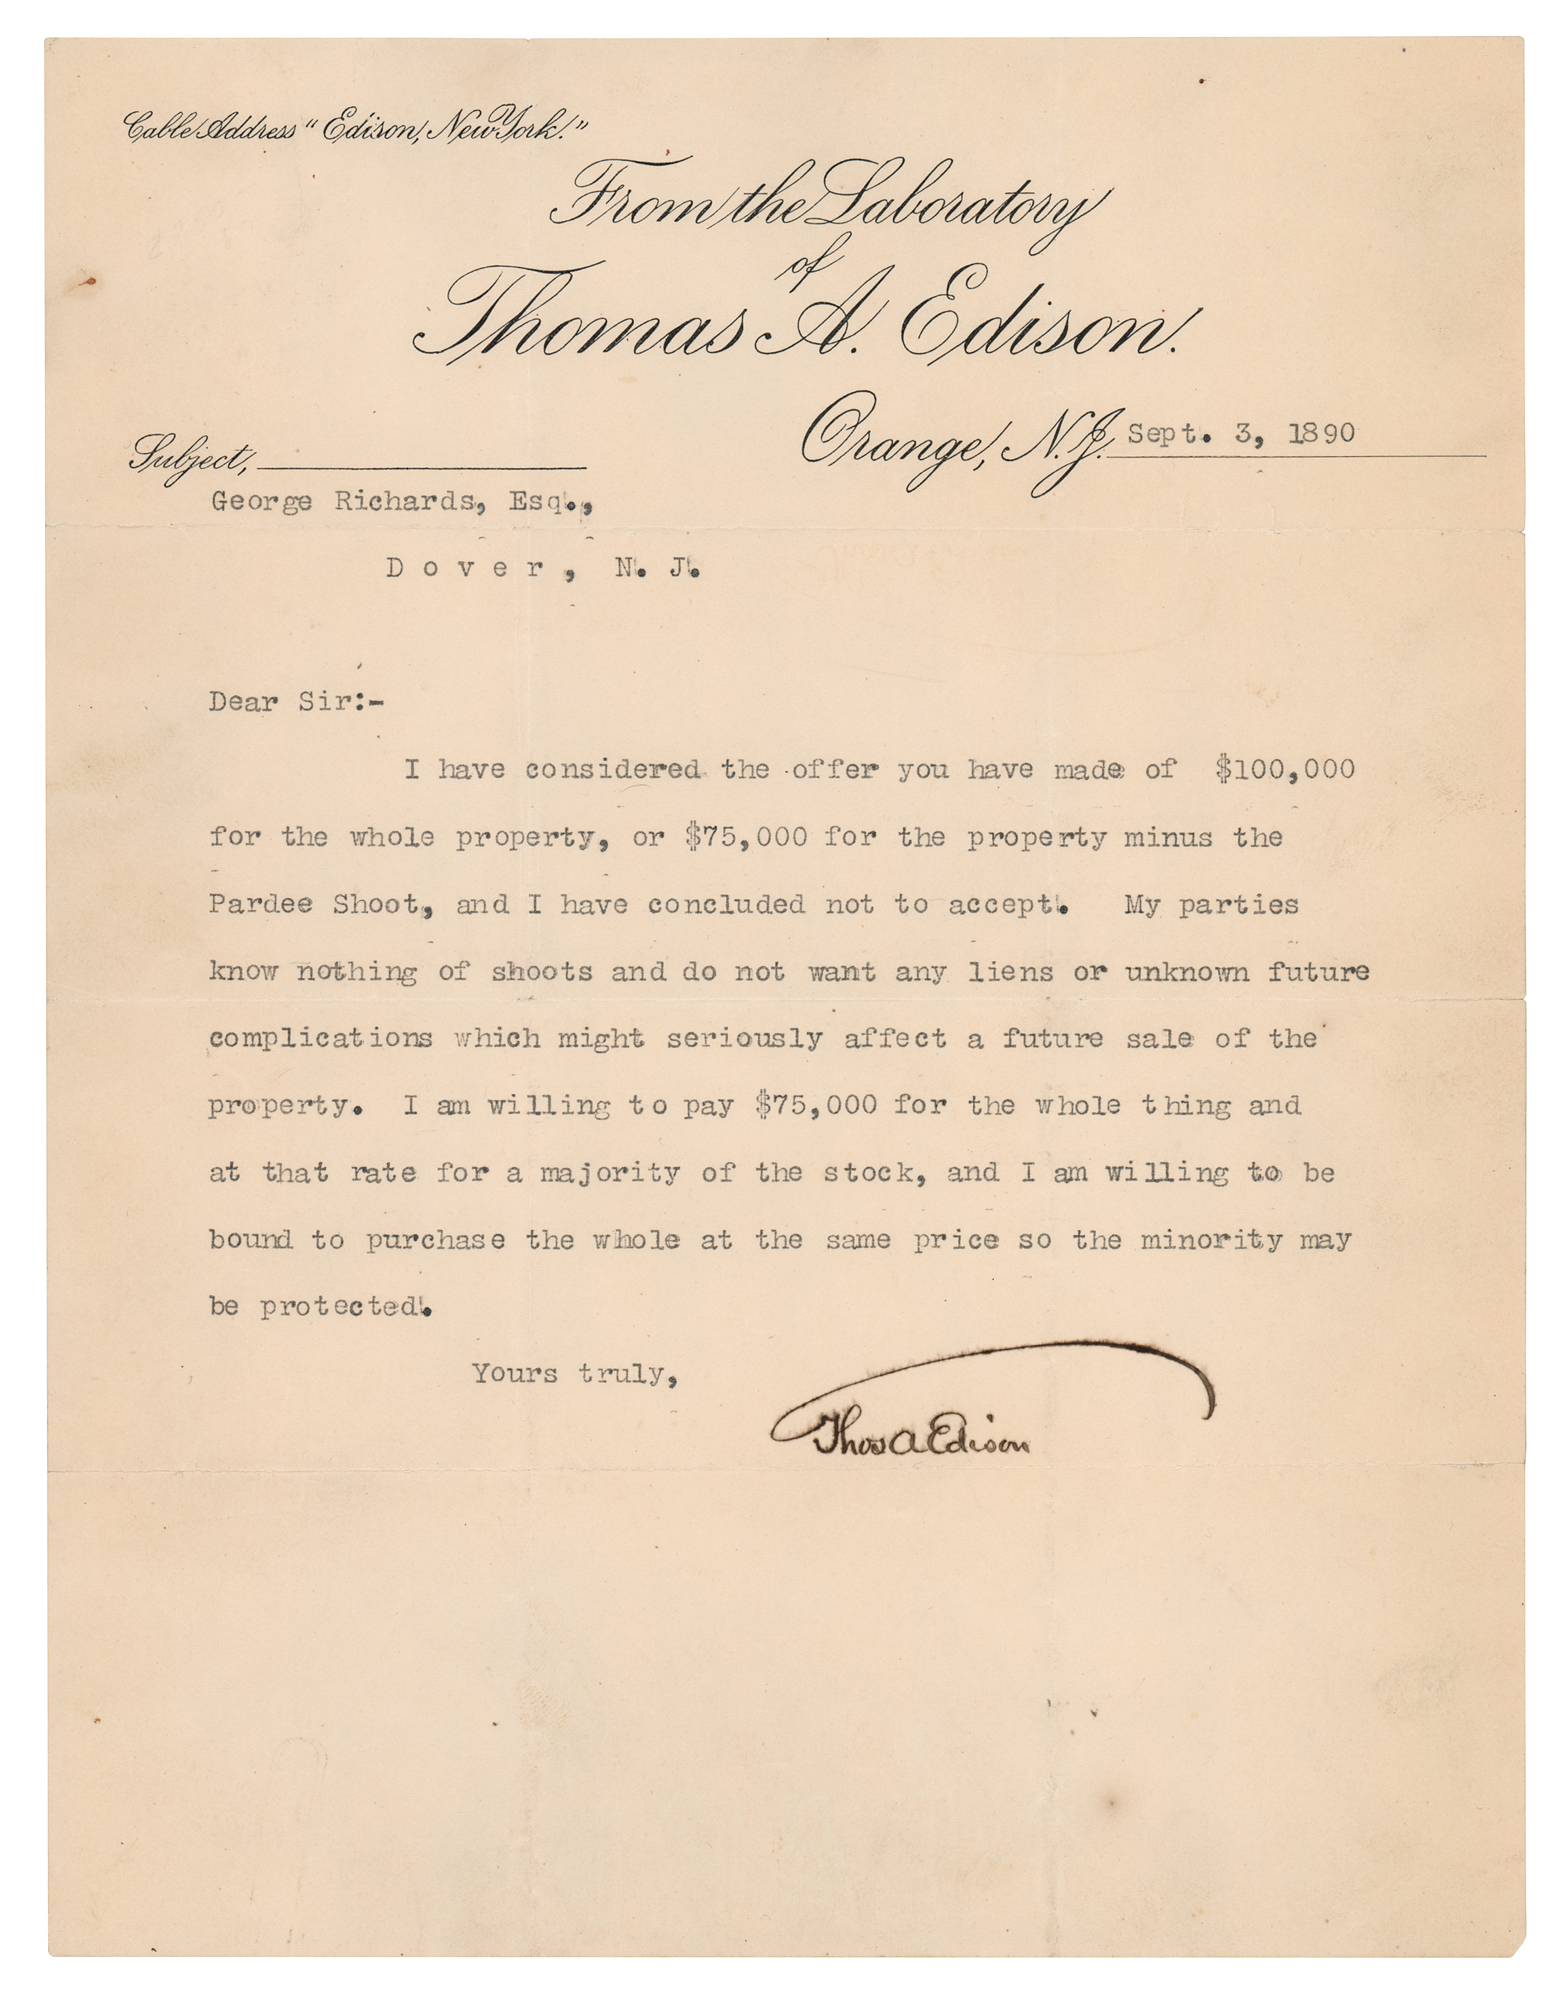 Cable Address "Edison, New York."
From the Laboratory
of
Thomas A. Edison.
Orange, N.J. Sept. 3, 1890
Subject,
George Richards, Esq.,
Dover, N. J.
Dear Sir:-
I have considered the offer you have made of $100,000
for the whole property, or $75,000 for the property minus the
Pardee Shoot, and I have concluded not to accept. My parties
know nothing of shoots and do not want any liens or unknown future
complications which might seriously affect a future sale of the
property. I am willing to pay $75,000 for the whole thing and
at that rate for a majority of the stock, and I am willing to be
bound to purchase the whole at the same price so the minority may
be protected.
Yours truly,
Thos A Edison